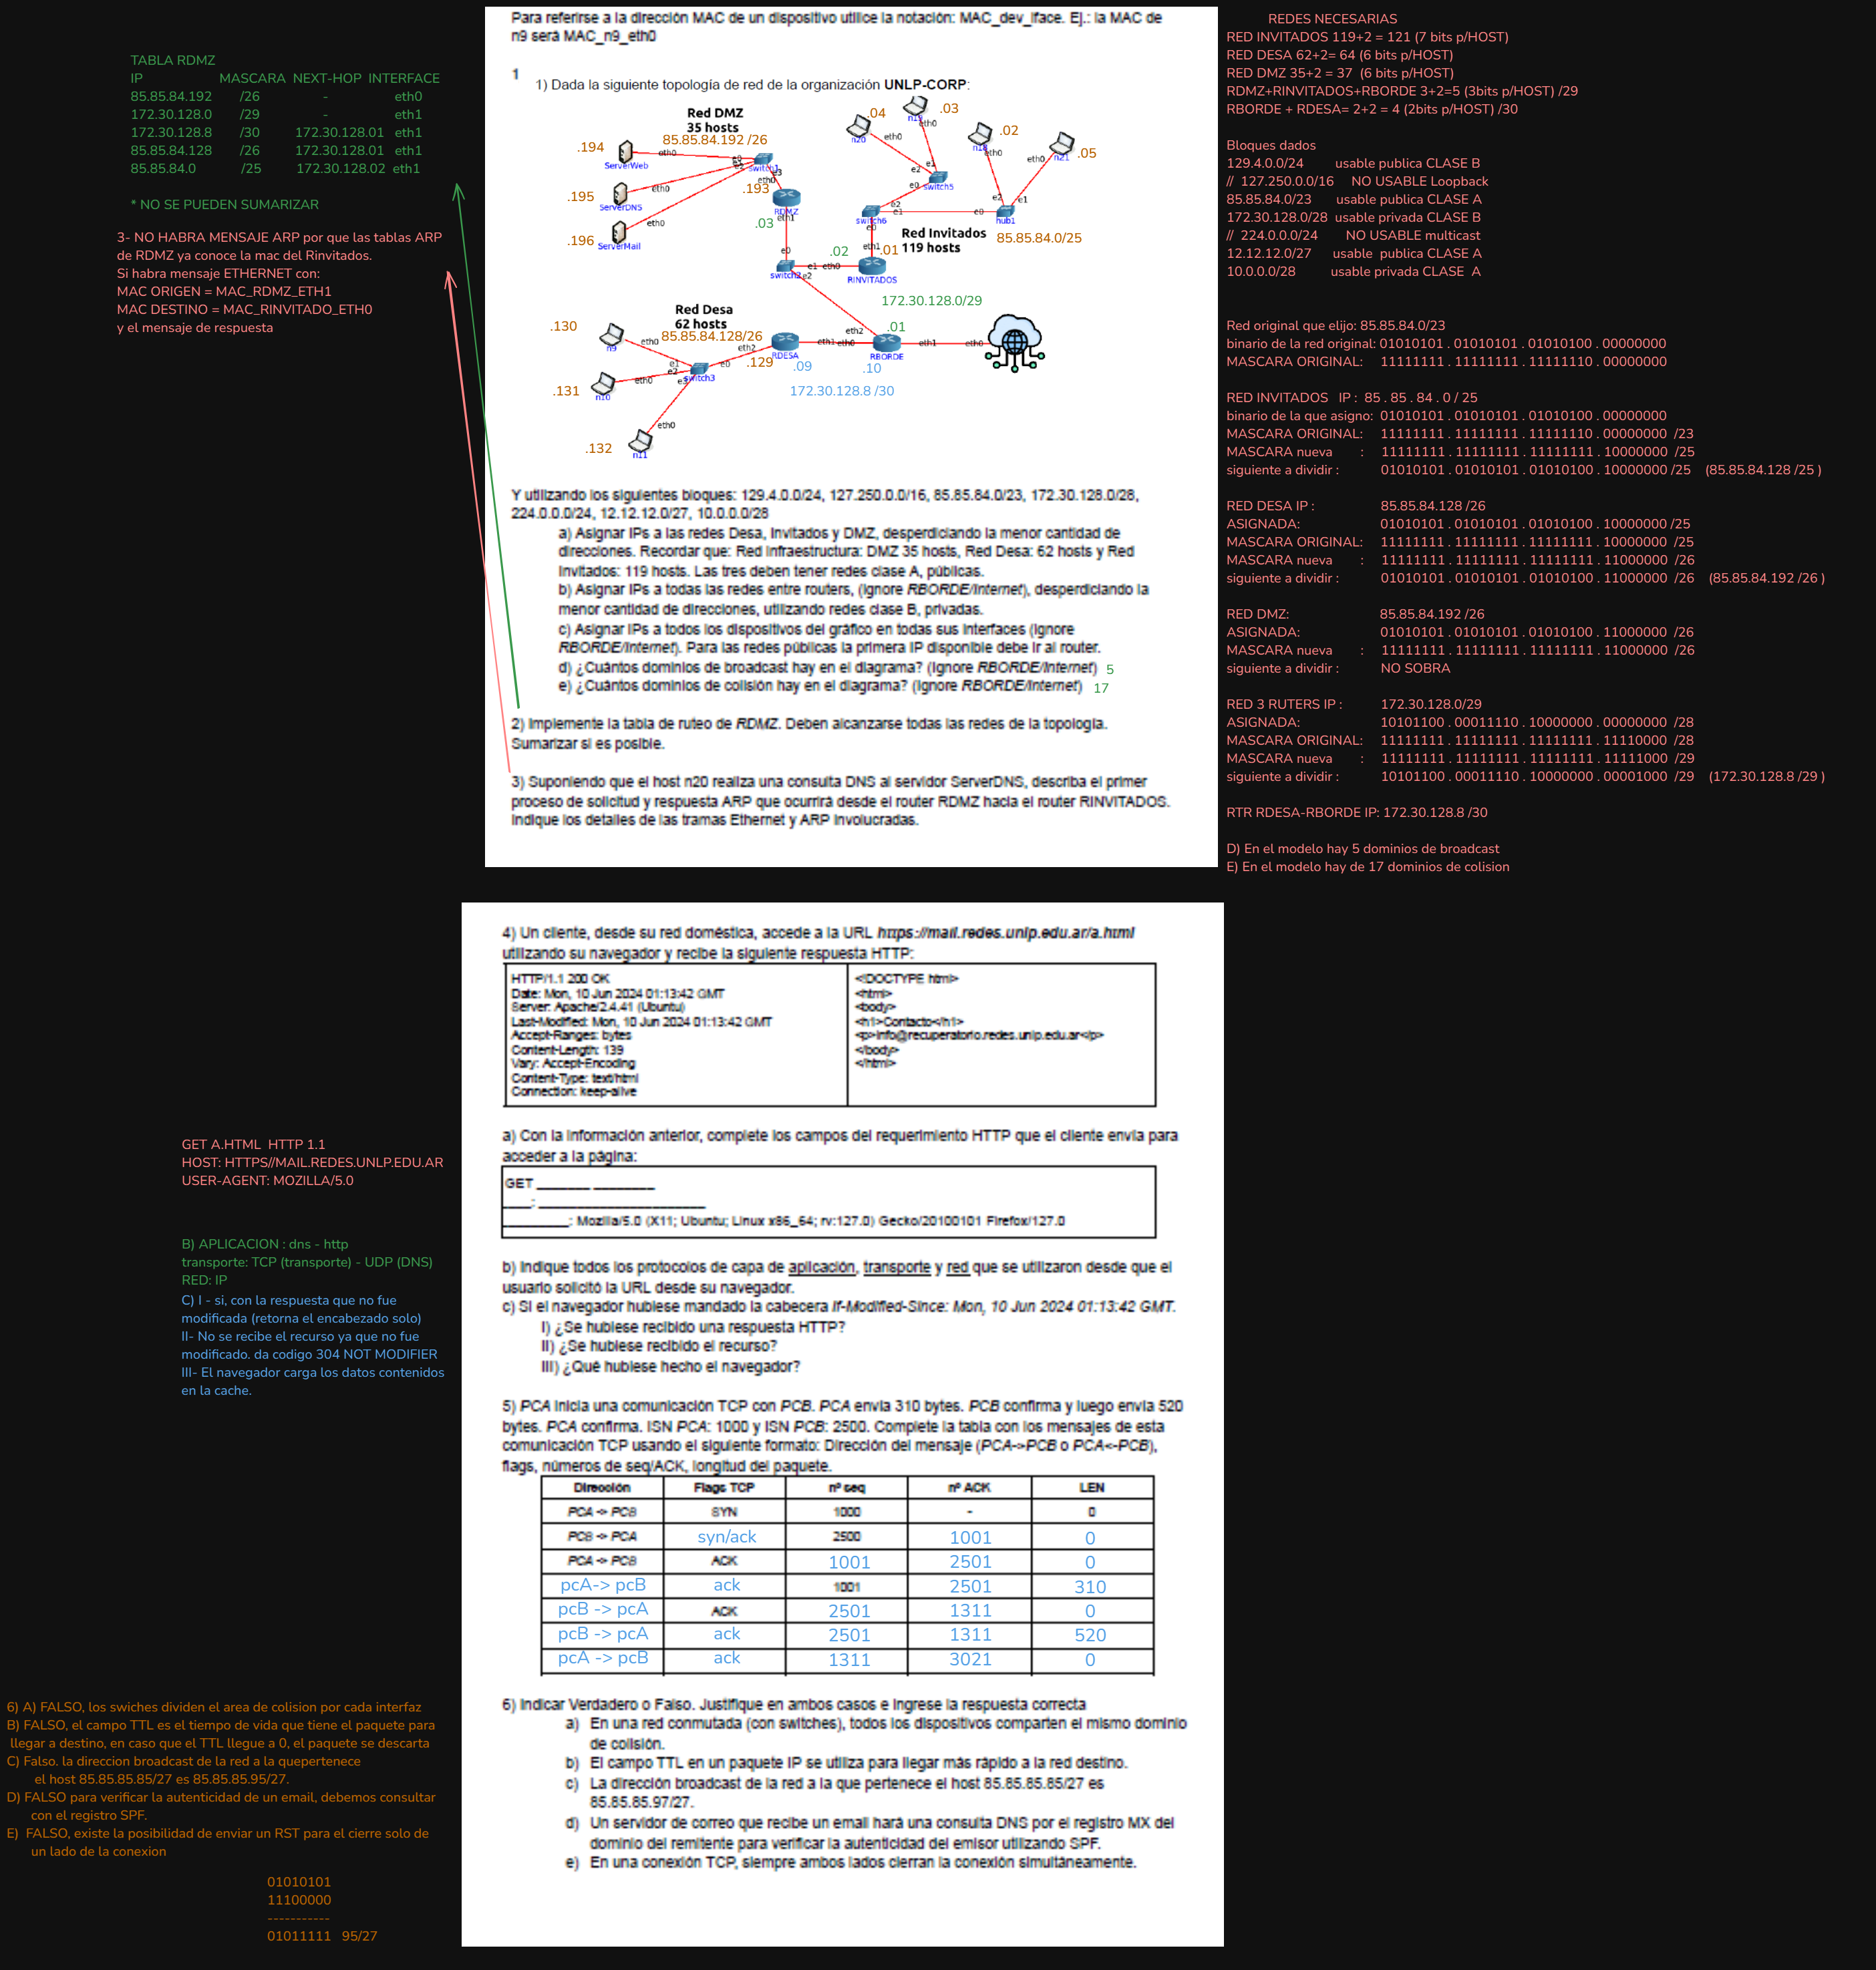 Para referirse a la dirección MAC de un dispositivo utilice la notación: MAC_dev_iface. Ej.: la MAC de
n9 será MAC_n9_eth0
1
1) Dada la siguiente topología de red de la organización UNLP-CORP:
Red DMZ
35 hosts
85.85.84.192 /26
.194
ServerWeb
eth0
.195
ServerDNS
eth0
.196
ServerMail
eth0
switch1
e3
eth0
.193
RDMZ
eth1
.03
e0
switch2
e1
eth0
e2
.02
.01
eth1
RINVITADOS
172.30.128.0/29
.04
n20
eth0
.03
n19
eth0
.02
n18
eth0
.05
n21
eth0
e1
e0
e2
switch5
e2
e1
switch6
e0
e2
e1
hub1
Red Invitados
119 hosts
85.85.84.0/25
Red Desa
62 hosts
85.85.84.128/26
.130
n9
eth0
.131
n10
eth0
.132
n11
eth0
e1
e2
e3
switch3
e0
eth2
.129
RDESA
eth1
eth0
.09
.10
172.30.128.8 /30
eth2
.01
RBORDE
eth1
eth0
Y utilizando los siguientes bloques: 129.4.0.0/24, 127.250.0.0/16, 85.85.84.0/23, 172.30.128.0/28,
224.0.0.0/24, 12.12.12.0/27, 10.0.0.0/28
a) Asignar IPs a las redes Desa, Invitados y DMZ, desperdiciando la menor cantidad de
direcciones. Recordar que: Red Infraestructura: DMZ 35 hosts, Red Desa: 62 hosts y Red
Invitados: 119 hosts. Las tres deben tener redes clase A, públicas.
b) Asignar IPs a todas las redes entre routers, (ignore RBORDE/Internet), desperdiciando la
menor cantidad de direcciones, utilizando redes clase B, privadas.
c) Asignar IPs a todos los dispositivos del gráfico en todas sus interfaces (ignore
RBORDE/Internet). Para las redes públicas la primera IP disponible debe ir al router.
d) ¿Cuántos dominios de broadcast hay en el diagrama? (Ignore RBORDE/Internet) 5
e) ¿Cuántos dominios de colisión hay en el diagrama? (Ignore RBORDE/Internet) 17
2) Implemente la tabla de ruteo de RDMZ. Deben alcanzarse todas las redes de la topología.
Sumarizar si es posible.
3) Suponiendo que el host n20 realiza una consulta DNS al servidor ServerDNS, describa el primer
proceso de solicitud y respuesta ARP que ocurrirá desde el router RDMZ hacia el router RINVITADOS.
Indique los detalles de las tramas Ethernet y ARP involucradas.
TABLA RDMZ
IP MASCARA NEXT-HOP INTERFACE
85.85.84.192 /26 - eth0
172.30.128.0 /29 - eth1
172.30.128.8 /30 172.30.128.01 eth1
85.85.84.128 /26 172.30.128.01 eth1
85.85.84.0 /25 172.30.128.02 eth1
* NO SE PUEDEN SUMARIZAR
3- NO HABRA MENSAJE ARP por que las tablas ARP
de RDMZ ya conoce la mac del Rinvitados.
Si habra mensaje ETHERNET con:
MAC ORIGEN = MAC_RDMZ_ETH1
MAC DESTINO = MAC_RINVITADO_ETH0
y el mensaje de respuesta
REDES NECESARIAS
RED INVITADOS 119+2 = 121 (7 bits p/HOST)
RED DESA 62+2= 64 (6 bits p/HOST)
RED DMZ 35+2 = 37 (6 bits p/HOST)
RDMZ+RINVITADOS+RBORDE 3+2=5 (3bits p/HOST) /29
RBORDE + RDESA= 2+2 = 4 (2bits p/HOST) /30
Bloques dados
129.4.0.0/24 usable publica CLASE B
// 127.250.0.0/16 NO USABLE Loopback
85.85.84.0/23 usable publica CLASE A
172.30.128.0/28 usable privada CLASE B
// 224.0.0.0/24 NO USABLE multicast
12.12.12.0/27 usable publica CLASE A
10.0.0.0/28 usable privada CLASE A
Red original que elijo: 85.85.84.0/23
binario de la red original: 01010101 . 01010101 . 01010100 . 00000000
MASCARA ORIGINAL: 11111111 . 11111111 . 11111110 . 00000000
RED INVITADOS IP : 85 . 85 . 84 . 0 / 25
binario de la que asigno: 01010101 . 01010101 . 01010100 . 00000000
MASCARA ORIGINAL: 11111111 . 11111111 . 11111110 . 00000000 /23
MASCARA nueva : 11111111 . 11111111 . 11111111 . 10000000 /25
siguiente a dividir : 01010101 . 01010101 . 01010100 . 10000000 /25 (85.85.84.128 /25 )
RED DESA IP : 85.85.84.128 /26
ASIGNADA: 01010101 . 01010101 . 01010100 . 10000000 /25
MASCARA ORIGINAL: 11111111 . 11111111 . 11111111 . 10000000 /25
MASCARA nueva : 11111111 . 11111111 . 11111111 . 11000000 /26
siguiente a dividir : 01010101 . 01010101 . 01010100 . 11000000 /26 (85.85.84.192 /26 )
RED DMZ: 85.85.84.192 /26
ASIGNADA: 01010101 . 01010101 . 01010100 . 11000000 /26
MASCARA nueva : 11111111 . 11111111 . 11111111 . 11000000 /26
siguiente a dividir : NO SOBRA
RED 3 RUTERS IP : 172.30.128.0/29
ASIGNADA: 10101100 . 00011110 . 10000000 . 00000000 /28
MASCARA ORIGINAL: 11111111 . 11111111 . 11111111 . 11110000 /28
MASCARA nueva : 11111111 . 11111111 . 11111111 . 11111000 /29
siguiente a dividir : 10101100 . 00011110 . 10000000 . 00001000 /29 (172.30.128.8 /29 )
RTR RDESA-RBORDE IP: 172.30.128.8 /30
D) En el modelo hay 5 dominios de broadcast
E) En el modelo hay de 17 dominios de colision
4) Un cliente, desde su red doméstica, accede a la URL https://mail.redes.unlp.edu.ar/a.html
utilizando su navegador y recibe la siguiente respuesta HTTP:
HTTP/1.1 200 OK
Date: Mon, 10 Jun 2024 01:13:42 GMT
Server: Apache/2.4.41 (Ubuntu)
Last-Modified: Mon, 10 Jun 2024 01:13:42 GMT
Accept-Ranges: bytes
Content-Length: 139
Vary: Accept-Encoding
Content-Type: text/html
Connection: keep-alive
<!DOCTYPE html>
<html>
<body>
<h1>Contacto</h1>
<p>info@recuperatorio.redes.unlp.edu.ar</p>
</body>
</html>
a) Con la información anterior, complete los campos del requerimiento HTTP que el cliente envía para
acceder a la página:
GET _______ ________
____: ____________________
_________: Mozilla/5.0 (X11; Ubuntu; Linux x86_64; rv:127.0) Gecko/20100101 Firefox/127.0
b) Indique todos los protocolos de capa de aplicación, transporte y red que se utilizaron desde que el
usuario solicitó la URL desde su navegador.
c) Si el navegador hubiese mandado la cabecera If-Modified-Since: Mon, 10 Jun 2024 01:13:42 GMT.
I) ¿Se hubiese recibido una respuesta HTTP?
II) ¿Se hubiese recibido el recurso?
III) ¿Qué hubiese hecho el navegador?
GET A.HTML HTTP 1.1
HOST: HTTPS//MAIL.REDES.UNLP.EDU.AR
USER-AGENT: MOZILLA/5.0
B) APLICACION : dns - http
transporte: TCP (transporte) - UDP (DNS)
RED: IP
C) I - si, con la respuesta que no fue
modificada (retorna el encabezado solo)
II- No se recibe el recurso ya que no fue
modificado. da codigo 304 NOT MODIFIER
III- El navegador carga los datos contenidos
en la cache.
5) PCA inicia una comunicación TCP con PCB. PCA envía 310 bytes. PCB confirma y luego envía 520
bytes. PCA confirma. ISN PCA: 1000 y ISN PCB: 2500. Complete la tabla con los mensajes de esta
comunicación TCP usando el siguiente formato: Dirección del mensaje (PCA->PCB o PCA<-PCB),
flags, números de seq/ACK, longitud del paquete.
Dirección Flags TCP nº seq nº ACK LEN
PCA -> PCB SYN 1000 - 0
PCB -> PCA syn/ack 2500 1001 0
PCA -> PCB ACK 1001 2501 0
pcA-> pcB ack 1001 2501 310
pcB -> pcA ACK 2501 1311 0
pcB -> pcA ack 2501 1311 520
pcA -> pcB ack 1311 3021 0
6) Indicar Verdadero o Falso. Justifique en ambos casos e ingrese la respuesta correcta
a) En una red conmutada (con switches), todos los dispositivos comparten el mismo dominio
de colisión.
b) El campo TTL en un paquete IP se utiliza para llegar más rápido a la red destino.
c) La dirección broadcast de la red a la que pertenece el host 85.85.85.85/27 es
85.85.85.97/27.
d) Un servidor de correo que recibe un email hará una consulta DNS por el registro MX del
dominio del remitente para verificar la autenticidad del emisor utilizando SPF.
e) En una conexión TCP, siempre ambos lados cierran la conexión simultáneamente.
6) A) FALSO, los swiches dividen el area de colision por cada interfaz
B) FALSO, el campo TTL es el tiempo de vida que tiene el paquete para
llegar a destino, en caso que el TTL llegue a 0, el paquete se descarta
C) Falso. la direccion broadcast de la red a la quepertenece
el host 85.85.85.85/27 es 85.85.85.95/27.
D) FALSO para verificar la autenticidad de un email, debemos consultar
con el registro SPF.
E) FALSO, existe la posibilidad de enviar un RST para el cierre solo de
un lado de la conexion
01010101
11100000
-----------
01011111 95/27